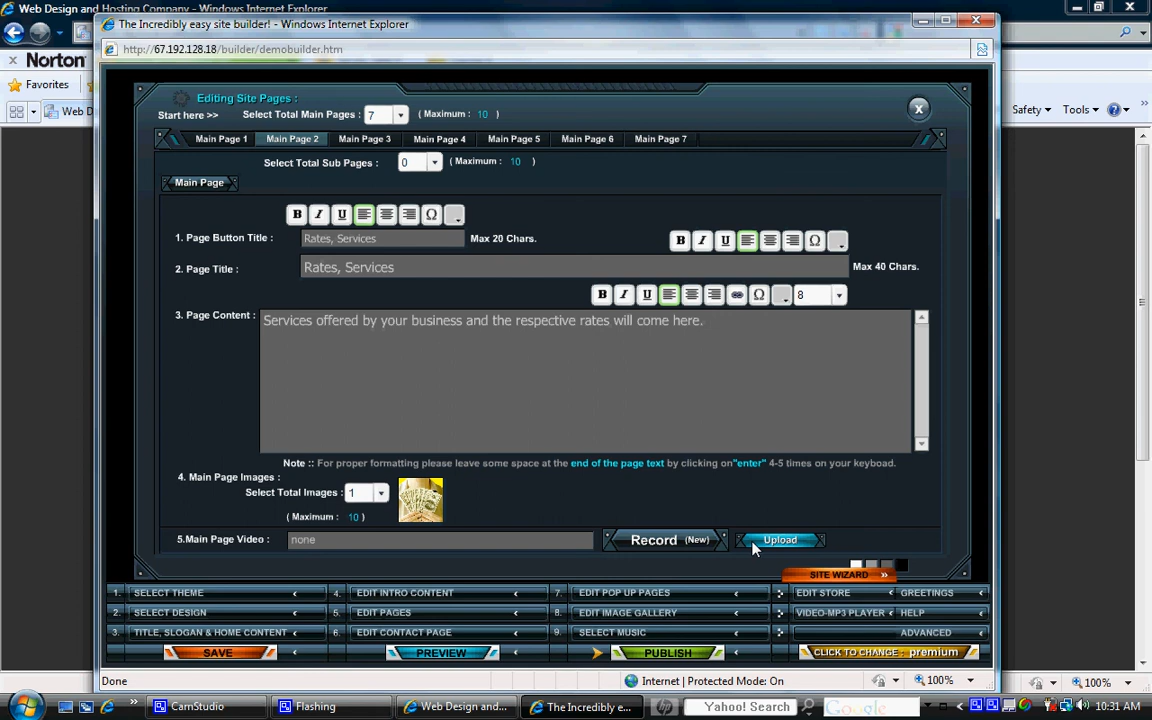 Web Design and Hosting Company - Windows Internet Explorer
The Incredibly easy site builder! - Windows Internet Explorer
http://67.192.128.18/builder/demobuilder.htm
Norton
Favorites
Web D
Safety
Tools
Editing Site Pages :
Start here >>
Select Total Main Pages : 7 ( Maximum : 10 )
X
Main Page 1
Main Page 2
Main Page 3
Main Page 4
Main Page 5
Main Page 6
Main Page 7
Select Total Sub Pages : 0 ( Maximum : 10 )
Main Page
B I U Ω
1. Page Button Title : Rates, Services Max 20 Chars.
B I U Ω
2. Page Title : Rates, Services Max 40 Chars.
B I U Ω 8
3. Page Content : Services offered by your business and the respective rates will come here.
Note :: For proper formatting please leave some space at the end of the page text by clicking on"enter" 4-5 times on your keyboad.
4. Main Page Images :
Select Total Images : 1
( Maximum : 10 )
5.Main Page Video : none Record (New) Upload
SITE WIZARD »
1. SELECT THEME 4. EDIT INTRO CONTENT 7. EDIT POP UP PAGES EDIT STORE GREETINGS
2. SELECT DESIGN 5. EDIT PAGES 8. EDIT IMAGE GALLERY VIDEO-MP3 PLAYER HELP
3. TITLE, SLOGAN & HOME CONTENT 6. EDIT CONTACT PAGE 9. SELECT MUSIC ADVANCED
SAVE PREVIEW PUBLISH CLICK TO CHANGE : premium
Done Internet | Protected Mode: On 100%
100%
CamStudio Flashing Web Design and... The Incredibly e... Yahoo! Search Google 10:31 AM